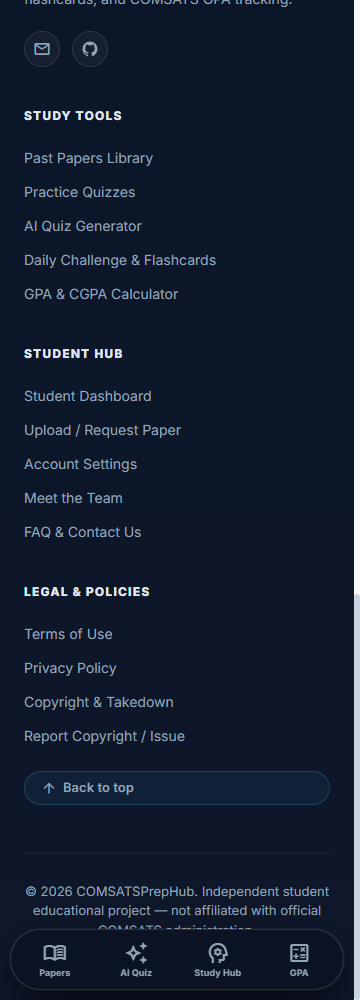 flashcards, and COMSATS GPA tracking.
STUDY TOOLS
Past Papers Library
Practice Quizzes
AI Quiz Generator
Daily Challenge & Flashcards
GPA & CGPA Calculator
STUDENT HUB
Student Dashboard
Upload / Request Paper
Account Settings
Meet the Team
FAQ & Contact Us
LEGAL & POLICIES
Terms of Use
Privacy Policy
Copyright & Takedown
Report Copyright / Issue
Back to top
© 2026 COMSATSPrepHub. Independent student
educational project — not affiliated with official
COMSATS administration.
Papers
AI Quiz
Study Hub
GPA